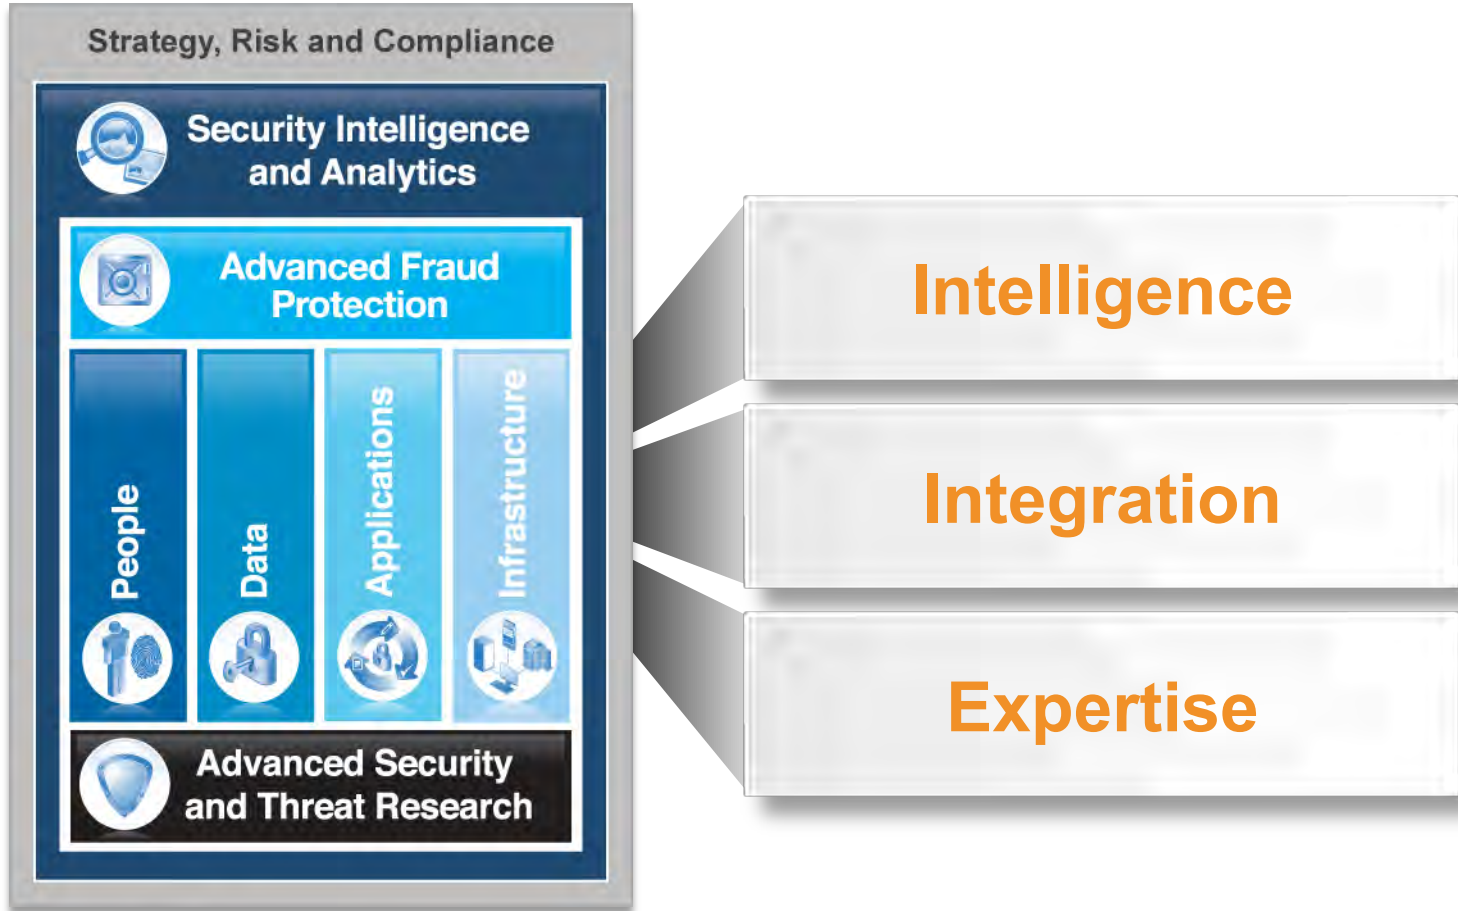 Strategy, Risk and Compliance
Security Intelligence
and Analytics
Advanced Fraud
Protection
People
Data
Applications
Infrastructure
Advanced Security
and Threat Research
Intelligence
Integration
Expertise